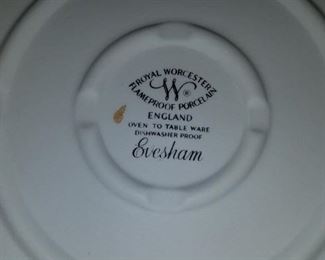 ROYAL WORCESTER
W ®
FLAMEPROOF PORCELAIN
ENGLAND
OVEN TO TABLE WARE
DISHWASHER PROOF
Evesham